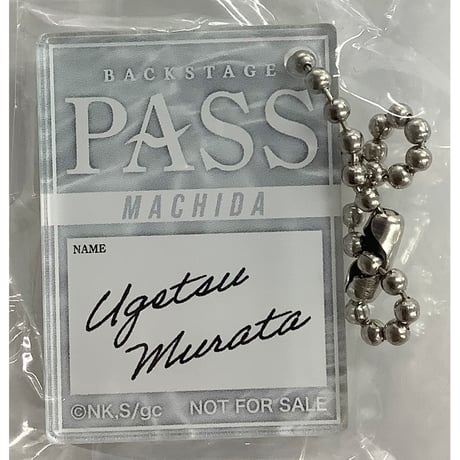 BACKSTAGE
PASS
MACHIDA
NAME
Ugetsu
Murata
©NK,S/gc NOT FOR SALE